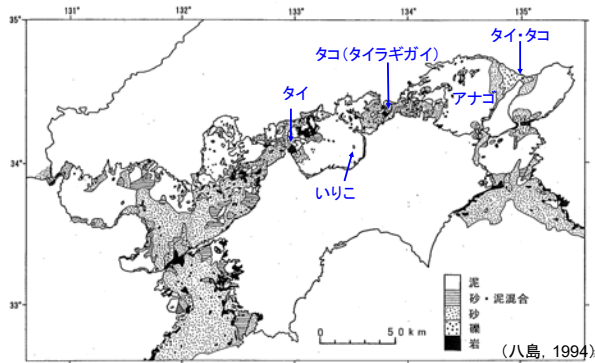 131° 132° 133° 134° 135°
35°
34°
33°
タイ・タコ
タコ（タイラギガイ）
アナゴ
タイ
いりこ
泥
砂・泥混合
砂
礫
岩
0 50km
（八島, 1994）